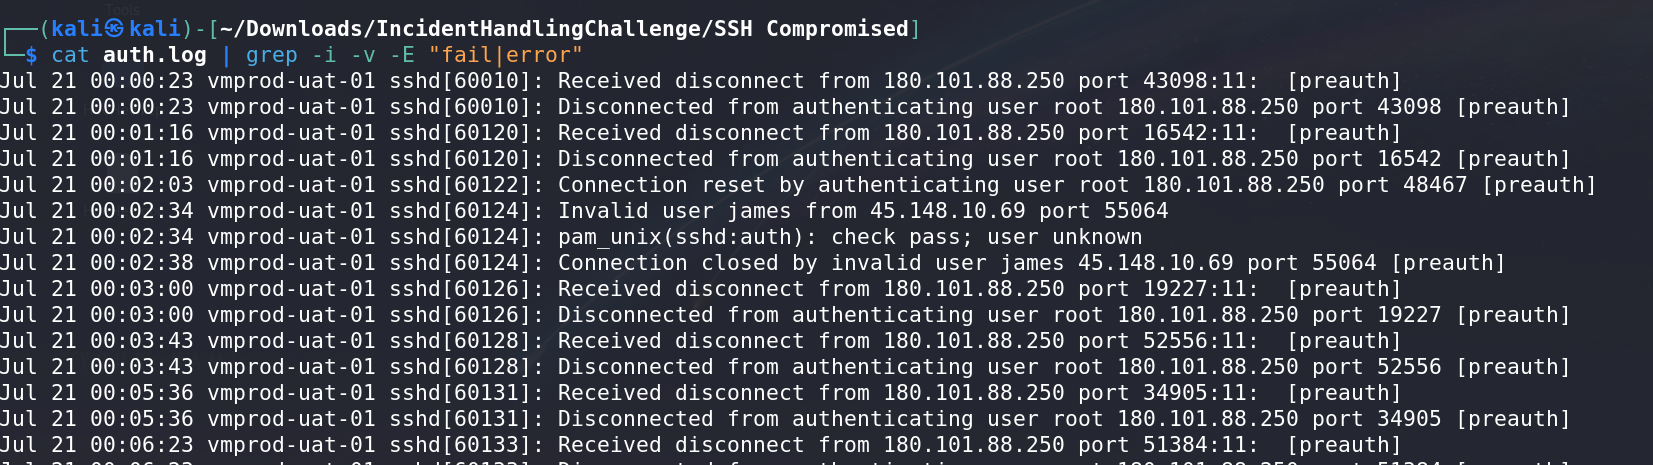 Tools
┌──(kali㉿kali)-[~/Downloads/IncidentHandlingChallenge/SSH Compromised]
└─$ cat auth.log | grep -i -v -E "fail|error"
Jul 21 00:00:23 vmprod-uat-01 sshd[60010]: Received disconnect from 180.101.88.250 port 43098:11:  [preauth]
Jul 21 00:00:23 vmprod-uat-01 sshd[60010]: Disconnected from authenticating user root 180.101.88.250 port 43098 [preauth]
Jul 21 00:01:16 vmprod-uat-01 sshd[60120]: Received disconnect from 180.101.88.250 port 16542:11:  [preauth]
Jul 21 00:01:16 vmprod-uat-01 sshd[60120]: Disconnected from authenticating user root 180.101.88.250 port 16542 [preauth]
Jul 21 00:02:03 vmprod-uat-01 sshd[60122]: Connection reset by authenticating user root 180.101.88.250 port 48467 [preauth]
Jul 21 00:02:34 vmprod-uat-01 sshd[60124]: Invalid user james from 45.148.10.69 port 55064
Jul 21 00:02:34 vmprod-uat-01 sshd[60124]: pam_unix(sshd:auth): check pass; user unknown
Jul 21 00:02:38 vmprod-uat-01 sshd[60124]: Connection closed by invalid user james 45.148.10.69 port 55064 [preauth]
Jul 21 00:03:00 vmprod-uat-01 sshd[60126]: Received disconnect from 180.101.88.250 port 19227:11:  [preauth]
Jul 21 00:03:00 vmprod-uat-01 sshd[60126]: Disconnected from authenticating user root 180.101.88.250 port 19227 [preauth]
Jul 21 00:03:43 vmprod-uat-01 sshd[60128]: Received disconnect from 180.101.88.250 port 52556:11:  [preauth]
Jul 21 00:03:43 vmprod-uat-01 sshd[60128]: Disconnected from authenticating user root 180.101.88.250 port 52556 [preauth]
Jul 21 00:05:36 vmprod-uat-01 sshd[60131]: Received disconnect from 180.101.88.250 port 34905:11:  [preauth]
Jul 21 00:05:36 vmprod-uat-01 sshd[60131]: Disconnected from authenticating user root 180.101.88.250 port 34905 [preauth]
Jul 21 00:06:23 vmprod-uat-01 sshd[60133]: Received disconnect from 180.101.88.250 port 51384:11:  [preauth]